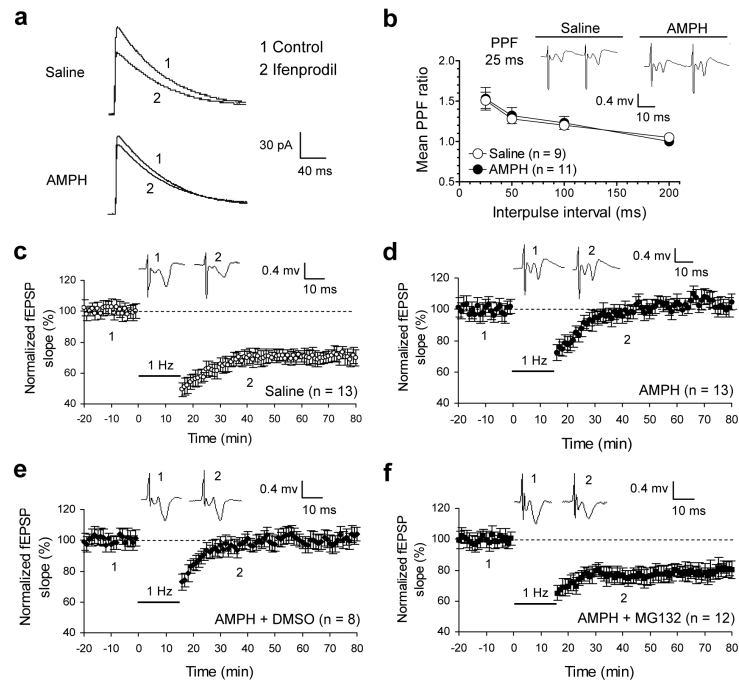 a
Saline
1
2
1 Control
2 Ifenprodil
AMPH
1
2
30 pA
40 ms
b
PPF
25 ms
Saline
AMPH
0.4 mv
10 ms
Mean PPF ratio
2.0
1.5
1.0
0.5
Saline (n = 9)
AMPH (n = 11)
0 50 100 150 200
Interpulse interval (ms)
c
1 2
0.4 mv
10 ms
Normalized fEPSP
slope (%)
120
100
80
60
40
1
1 Hz
2
Saline (n = 13)
-20 -10 0 10 20 30 40 50 60 70 80
Time (min)
d
1 2
0.4 mv
10 ms
Normalized fEPSP
slope (%)
120
100
80
60
40
1
1 Hz
2
AMPH (n = 13)
-20 -10 0 10 20 30 40 50 60 70 80
Time (min)
e
1 2
0.4 mv
10 ms
Normalized fEPSP
slope (%)
120
100
80
60
40
1
1 Hz
2
AMPH + DMSO (n = 8)
-20 -10 0 10 20 30 40 50 60 70 80
Time (min)
f
1 2
0.4 mv
10 ms
Normalized fEPSP
slope (%)
120
100
80
60
40
1
1 Hz
2
AMPH + MG132 (n = 12)
-20 -10 0 10 20 30 40 50 60 70 80
Time (min)